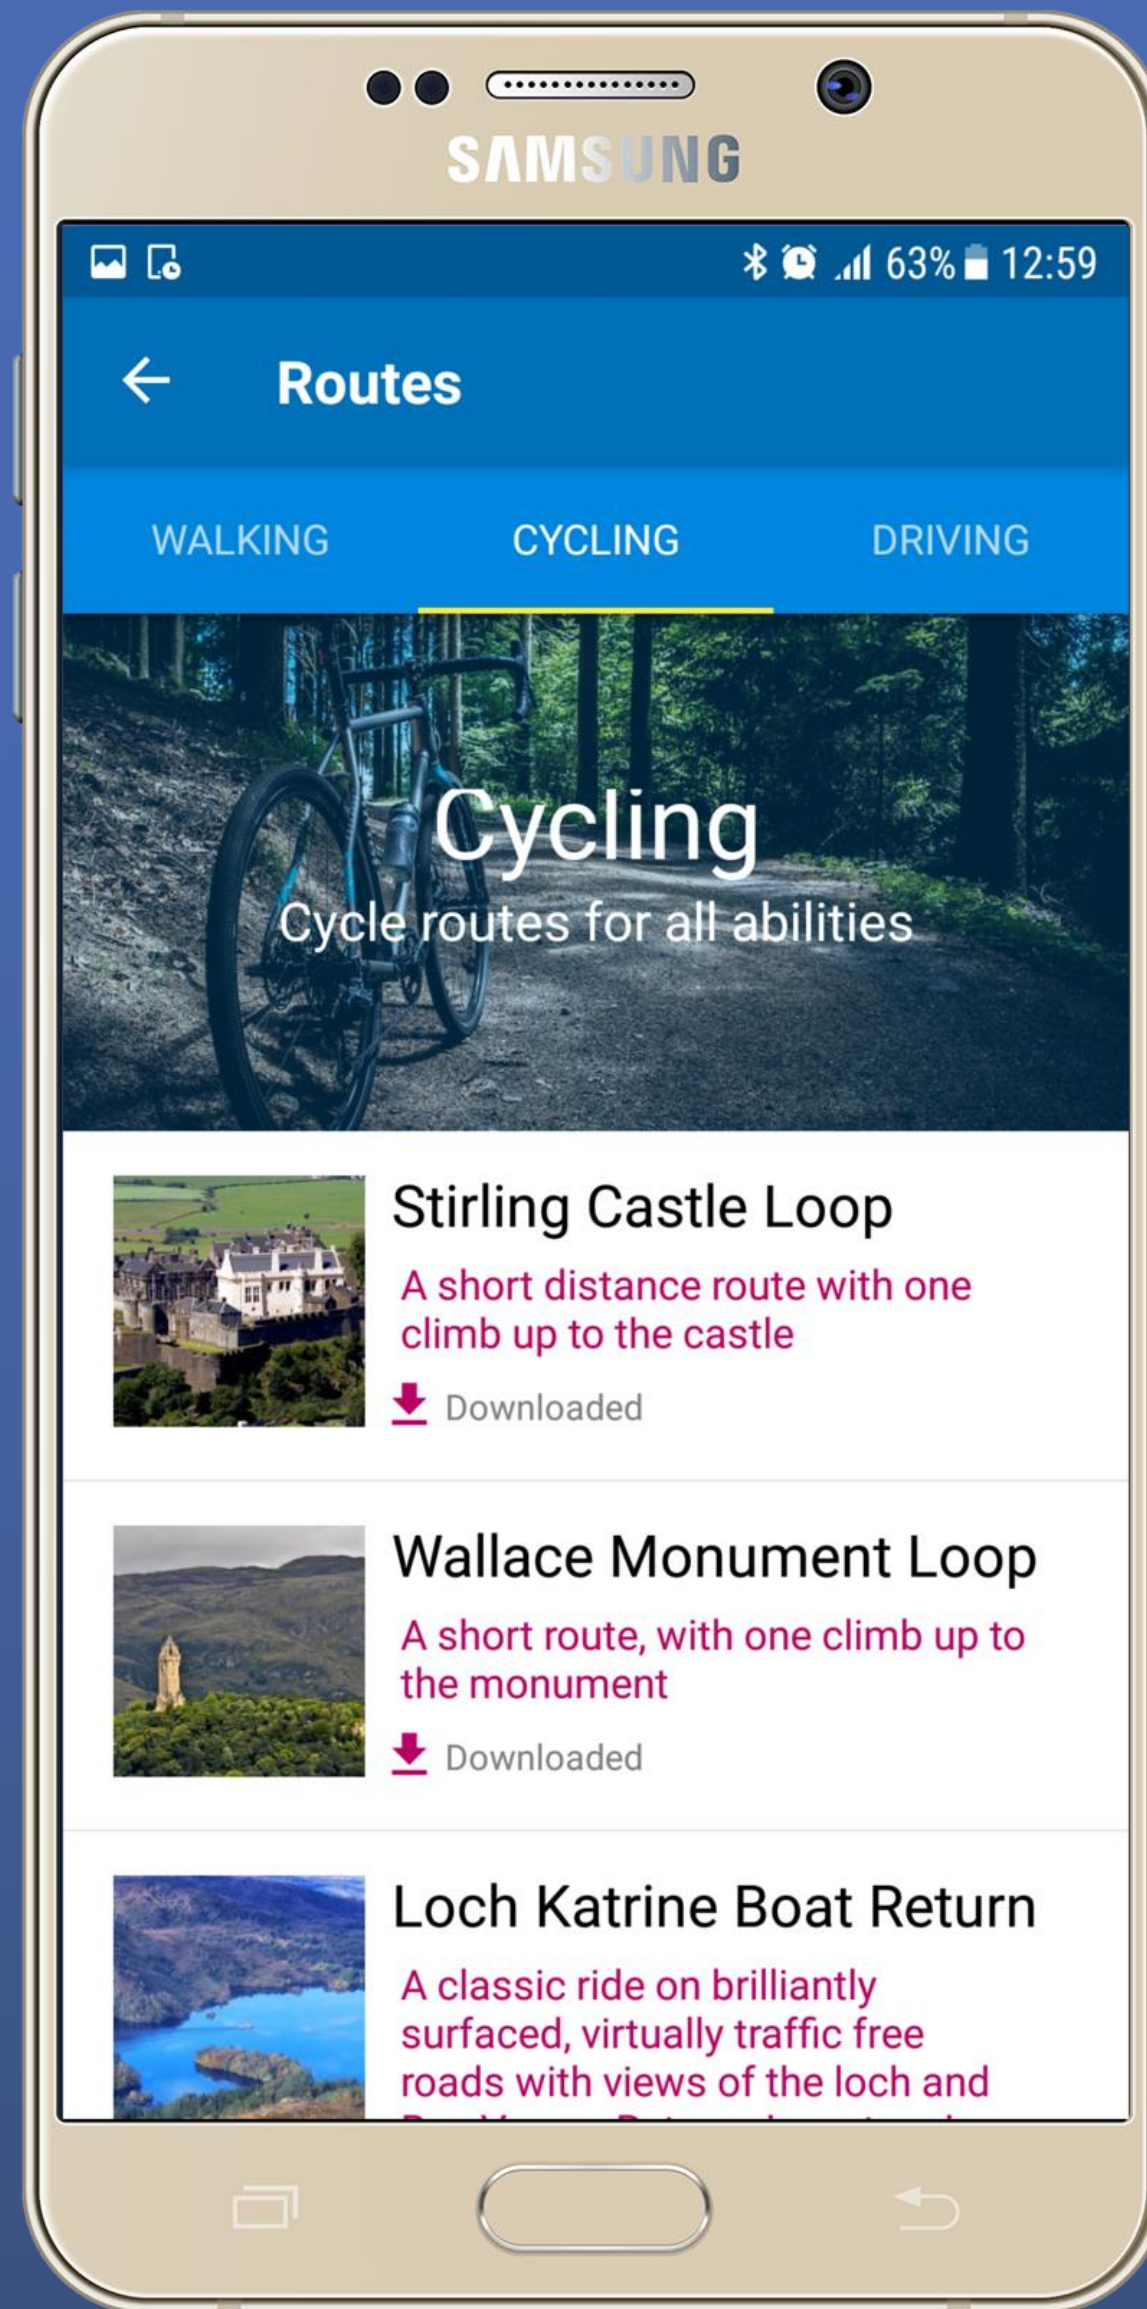 SAMSUNG
63% 12:59
Routes
WALKING CYCLING DRIVING
Cycling
Cycle routes for all abilities
Stirling Castle Loop
A short distance route with one
climb up to the castle
Downloaded
Wallace Monument Loop
A short route, with one climb up to
the monument
Downloaded
Loch Katrine Boat Return
A classic ride on brilliantly
surfaced, virtually traffic free
roads with views of the loch and